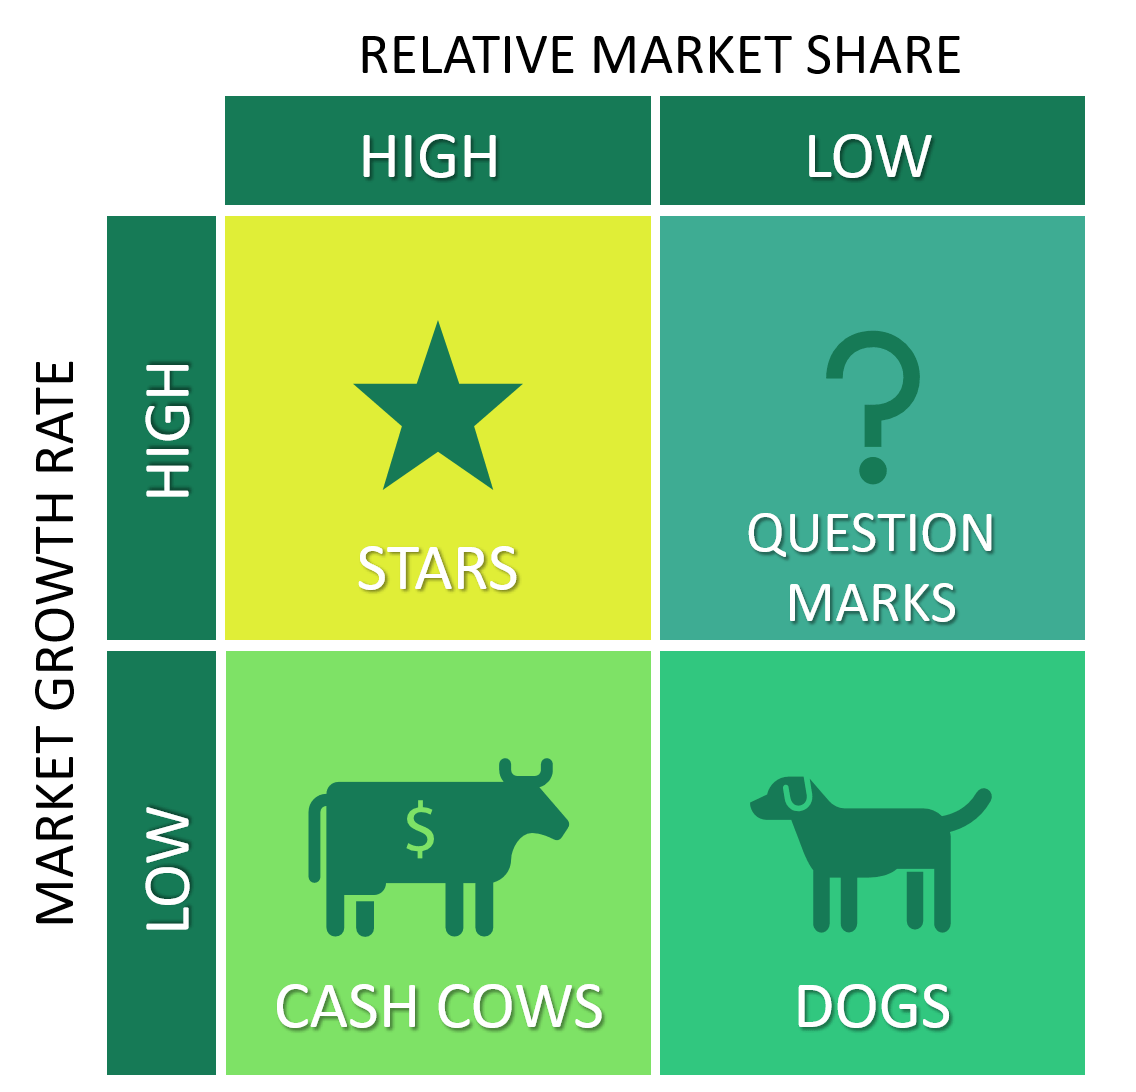 RELATIVE MARKET SHARE
HIGH
LOW
MARKET GROWTH RATE
HIGH
STARS
QUESTION
MARKS
LOW
$
CASH COWS
DOGS